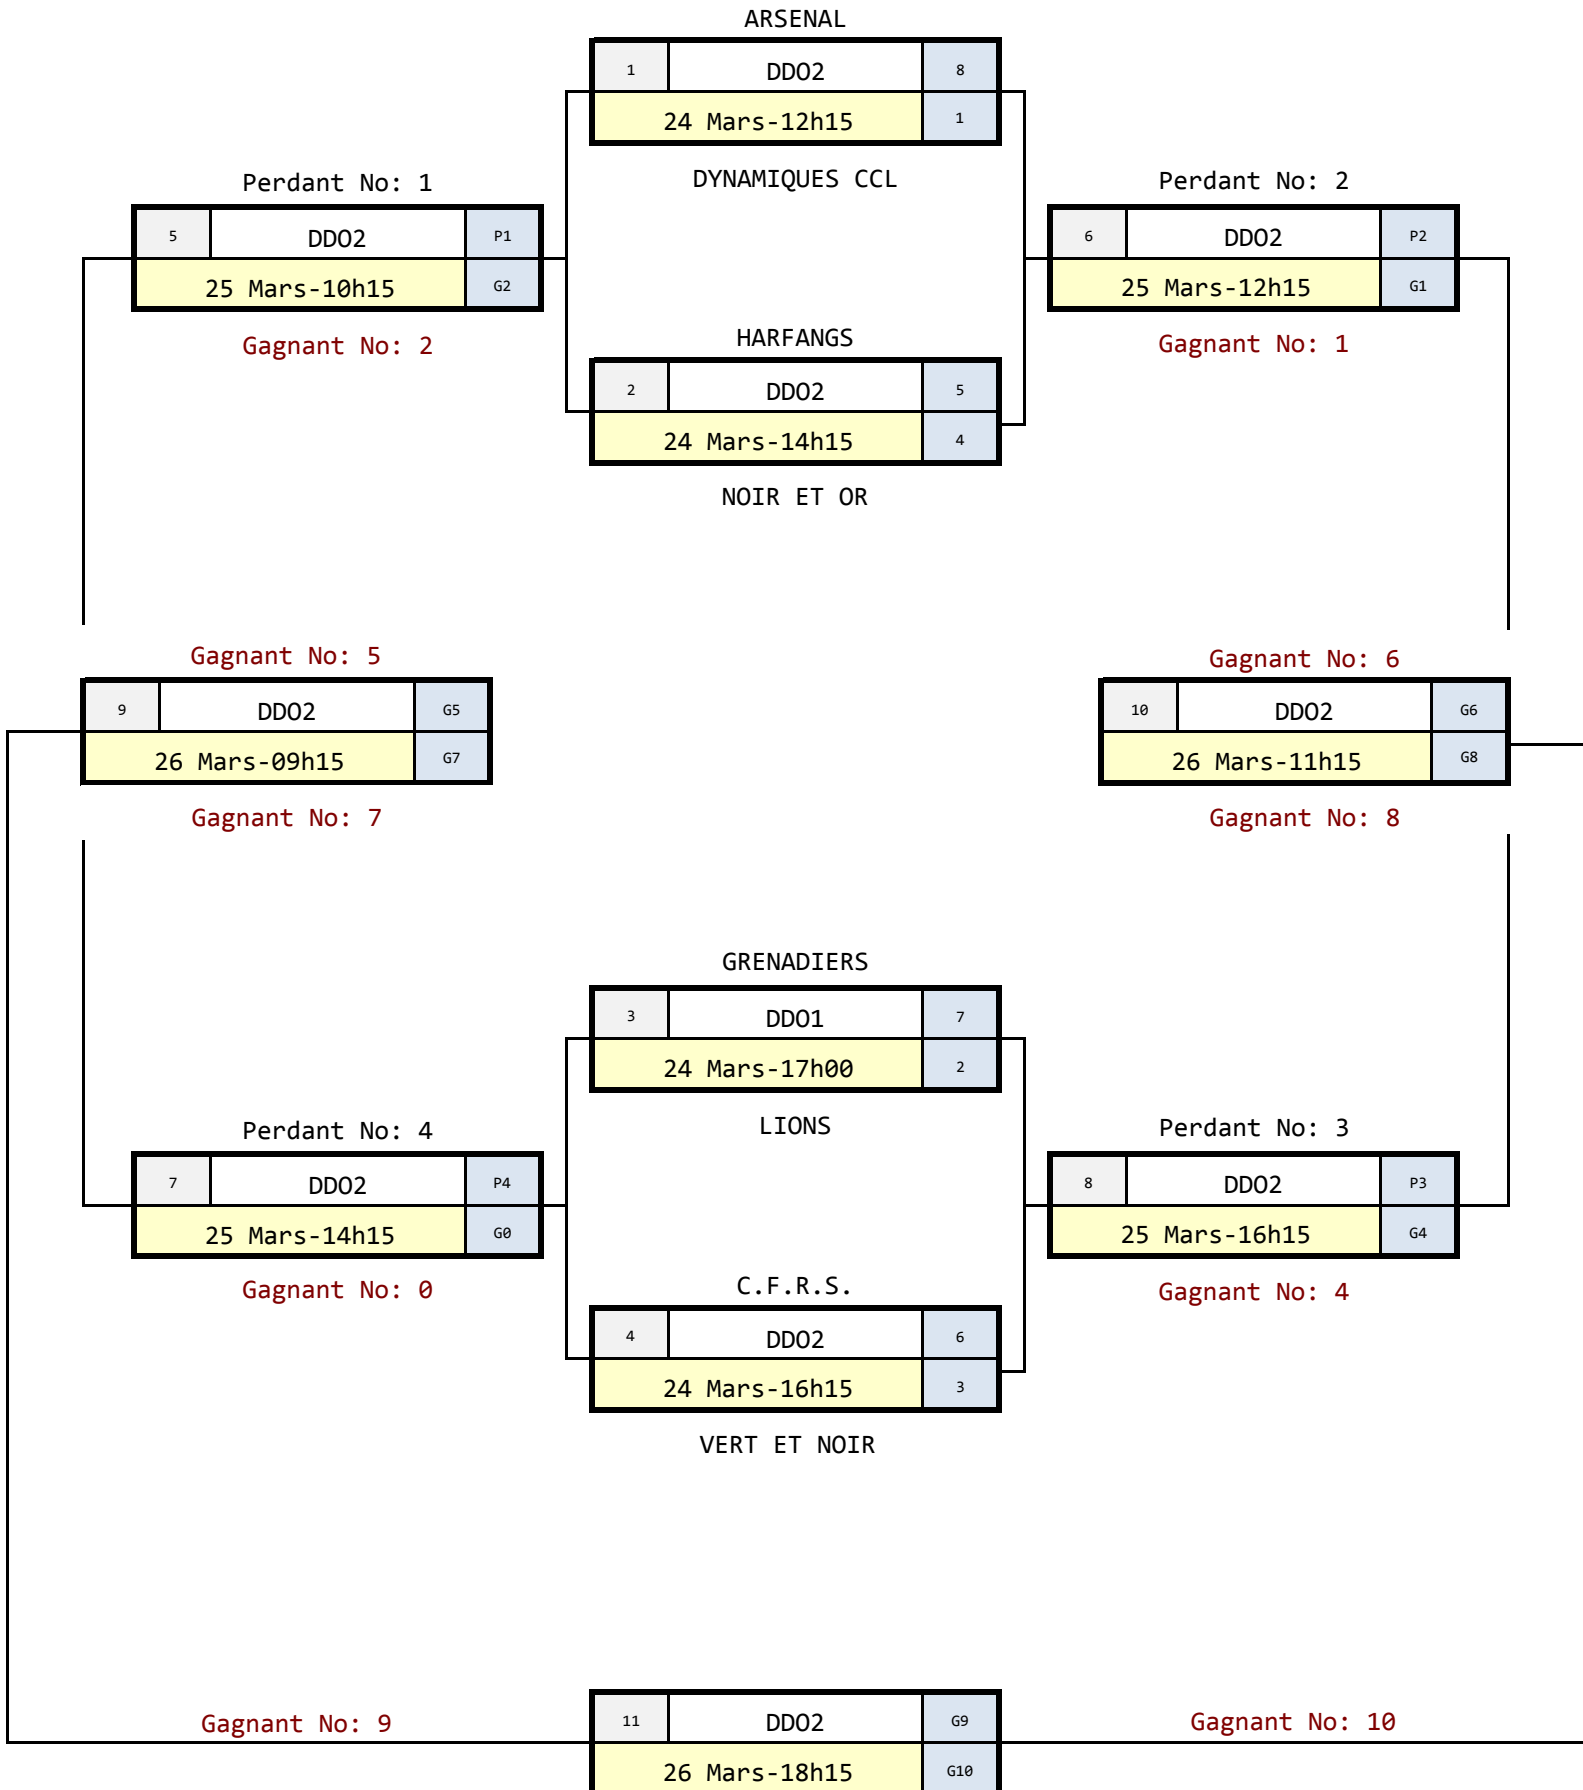 ARSENAL
1 DDO2 8
24 Mars-12h15 1
DYNAMIQUES CCL
Perdant No: 1
5 DDO2 P1
25 Mars-10h15 G2
Gagnant No: 2
Perdant No: 2
6 DDO2 P2
25 Mars-12h15 G1
Gagnant No: 1
HARFANGS
2 DDO2 5
24 Mars-14h15 4
NOIR ET OR
Gagnant No: 5
9 DDO2 G5
26 Mars-09h15 G7
Gagnant No: 7
Gagnant No: 6
10 DDO2 G6
26 Mars-11h15 G8
Gagnant No: 8
GRENADIERS
3 DDO1 7
24 Mars-17h00 2
LIONS
Perdant No: 4
7 DDO2 P4
25 Mars-14h15 G0
Gagnant No: 0
Perdant No: 3
8 DDO2 P3
25 Mars-16h15 G4
Gagnant No: 4
C.F.R.S.
4 DDO2 6
24 Mars-16h15 3
VERT ET NOIR
Gagnant No: 9
11 DDO2 G9
26 Mars-18h15 G10
Gagnant No: 10